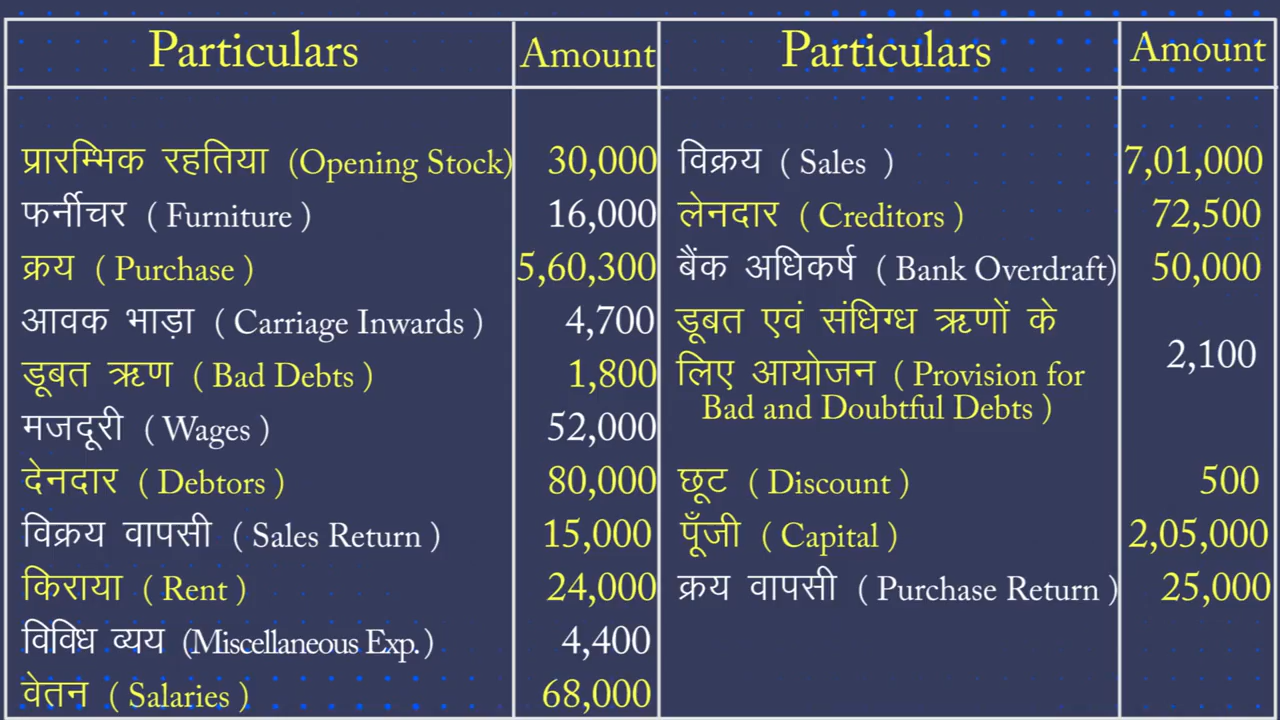 Particulars Amount Particulars Amount
प्रारम्भिक रहतिया (Opening Stock) 30,000 विक्रय ( Sales ) 7,01,000
फर्नीचर ( Furniture ) 16,000 लेनदार ( Creditors ) 72,500
क्रय ( Purchase ) 5,60,300 बैंक अधिकर्ष ( Bank Overdraft) 50,000
आवक भाड़ा ( Carriage Inwards ) 4,700 डूबत एवं संधिग्ध ऋणों के
डूबत ऋण ( Bad Debts ) 1,800 लिए आयोजन ( Provision for 2,100
Bad and Doubtful Debts )
मजदूरी ( Wages ) 52,000
देनदार ( Debtors ) 80,000 छूट ( Discount ) 500
विक्रय वापसी ( Sales Return ) 15,000 पूँजी ( Capital ) 2,05,000
किराया ( Rent ) 24,000 क्रय वापसी ( Purchase Return ) 25,000
विविध व्यय (Miscellaneous Exp. ) 4,400
वेतन ( Salaries ) 68,000